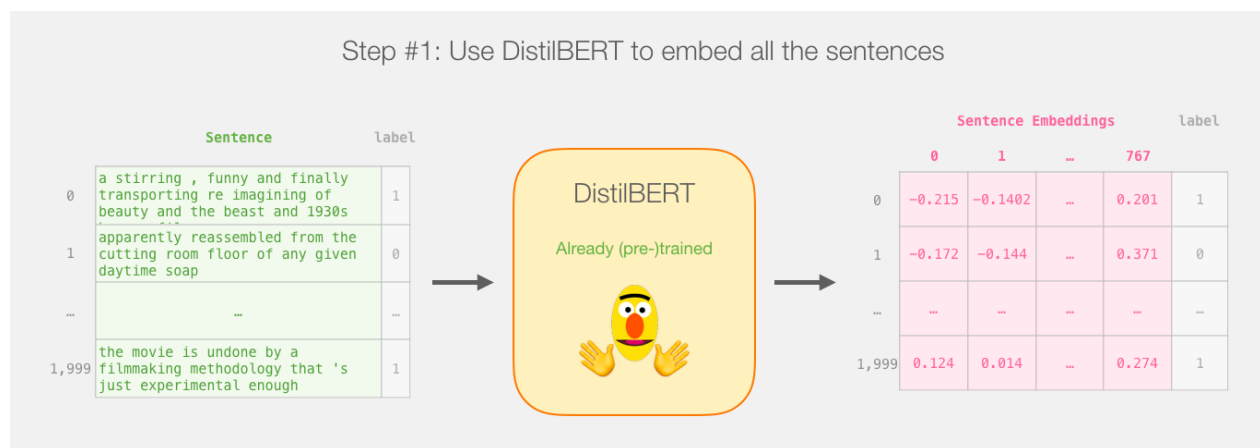 Step #1: Use DistilBERT to embed all the sentences
Sentence label
0 a stirring , funny and finally
transporting re imagining of
beauty and the beast and 1930s
1
1 apparently reassembled from the
cutting room floor of any given
daytime soap
0
… … …
1,999 the movie is undone by a
filmmaking methodology that 's
just experimental enough
1
DistilBERT
Already (pre-)trained
Sentence Embeddings label
0 1 … 767
0 -0.215 -0.1402 … 0.201 1
1 -0.172 -0.144 … 0.371 0
… … … … … …
1,999 0.124 0.014 … 0.274 1